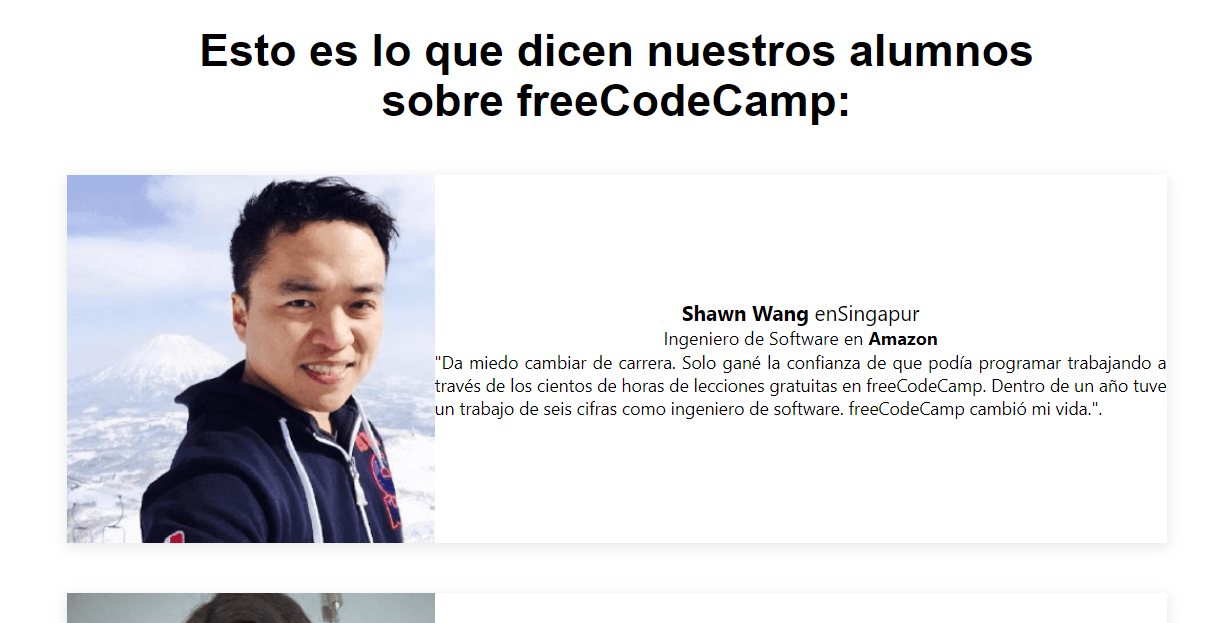 Esto es lo que dicen nuestros alumnos
sobre freeCodeCamp:
Shawn Wang enSingapur
Ingeniero de Software en Amazon
"Da miedo cambiar de carrera. Solo gané la confianza de que podía programar trabajando a
través de los cientos de horas de lecciones gratuitas en freeCodeCamp. Dentro de un año tuve
un trabajo de seis cifras como ingeniero de software. freeCodeCamp cambió mi vida.".